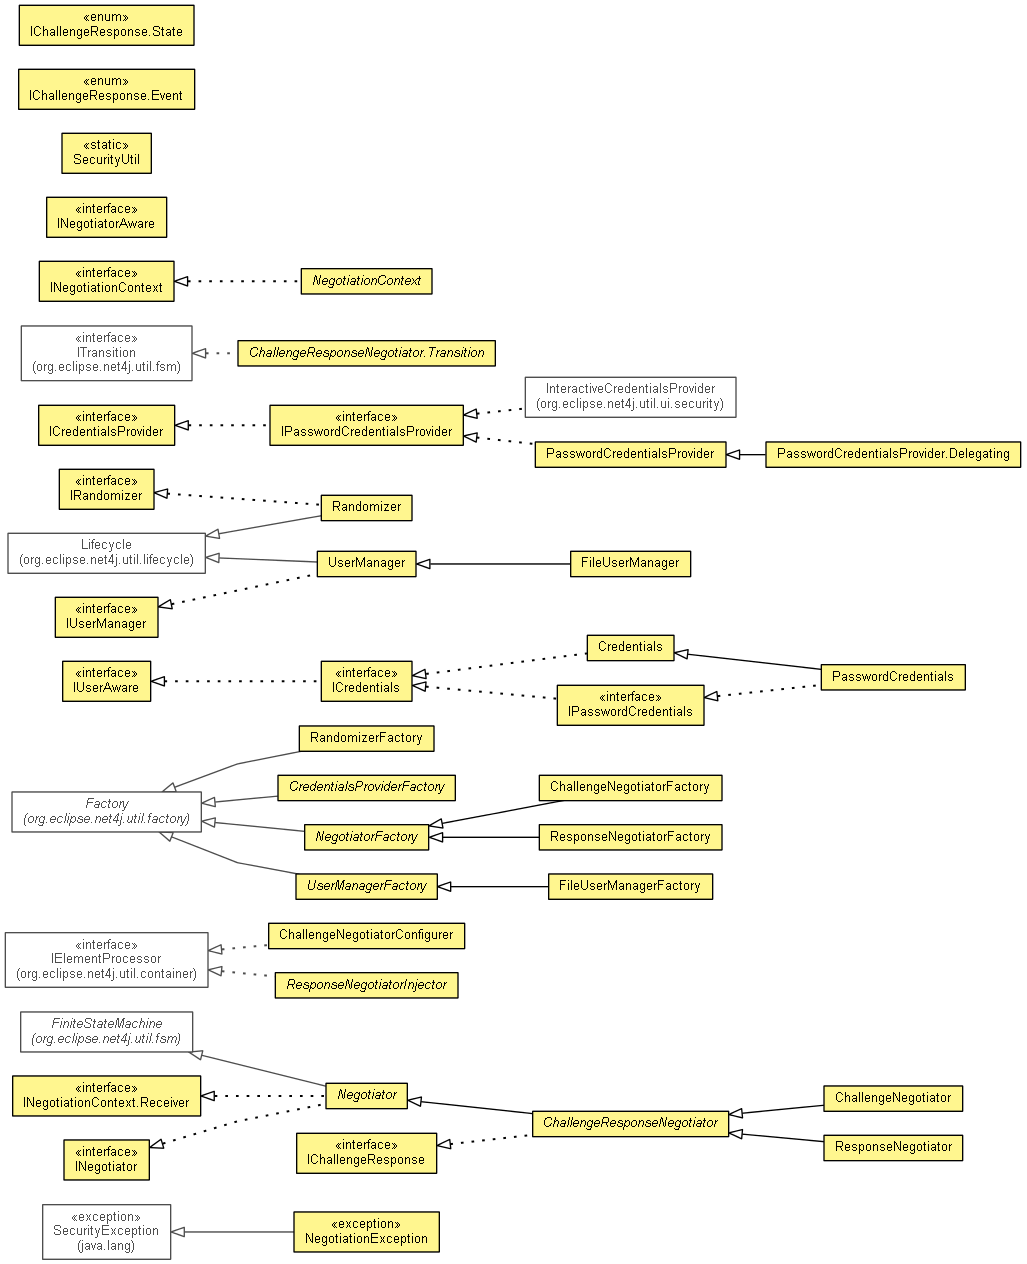 «enum»
IChallengeResponse.State
«enum»
IChallengeResponse.Event
«static»
SecurityUtil
«interface»
INegotiatorAware
«interface»
INegotiationContext
NegotiationContext
«interface»
ITransition
(org.eclipse.net4j.util.fsm)
ChallengeResponseNegotiator.Transition
InteractiveCredentialsProvider
(org.eclipse.net4j.util.ui.security)
«interface»
ICredentialsProvider
«interface»
IPasswordCredentialsProvider
PasswordCredentialsProvider
PasswordCredentialsProvider.Delegating
«interface»
IRandomizer
Randomizer
Lifecycle
(org.eclipse.net4j.util.lifecycle)
UserManager
FileUserManager
«interface»
IUserManager
«interface»
IUserAware
«interface»
ICredentials
Credentials
«interface»
IPasswordCredentials
PasswordCredentials
RandomizerFactory
CredentialsProviderFactory
Factory
(org.eclipse.net4j.util.factory)
NegotiatorFactory
ChallengeNegotiatorFactory
ResponseNegotiatorFactory
UserManagerFactory
FileUserManagerFactory
«interface»
IElementProcessor
(org.eclipse.net4j.util.container)
ChallengeNegotiatorConfigurer
ResponseNegotiatorInjector
FiniteStateMachine
(org.eclipse.net4j.util.fsm)
«interface»
INegotiationContext.Receiver
Negotiator
«interface»
INegotiator
«interface»
IChallengeResponse
ChallengeResponseNegotiator
ChallengeNegotiator
ResponseNegotiator
«exception»
SecurityException
(java.lang)
«exception»
NegotiationException